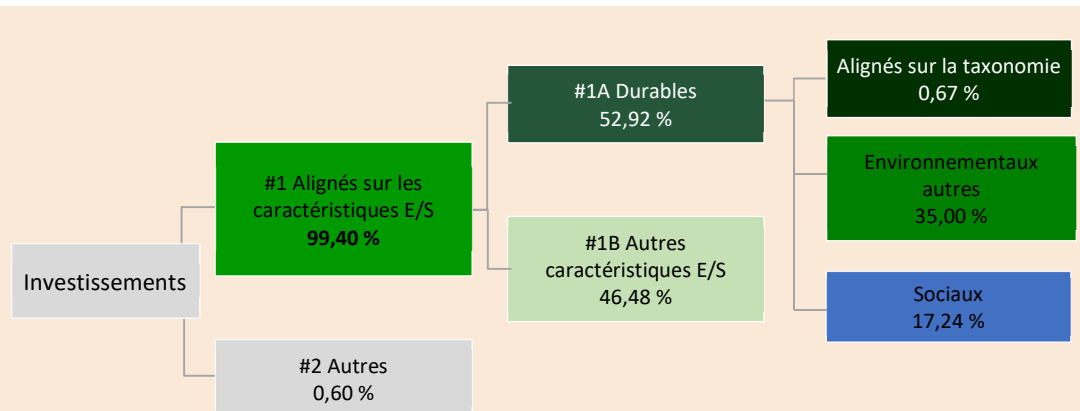 Investissements
#1 Alignés sur les
caractéristiques E/S
99,40 %
#2 Autres
0,60 %
#1A Durables
52,92 %
#1B Autres
caractéristiques E/S
46,48 %
Alignés sur la taxonomie
0,67 %
Environnementaux
autres
35,00 %
Sociaux
17,24 %